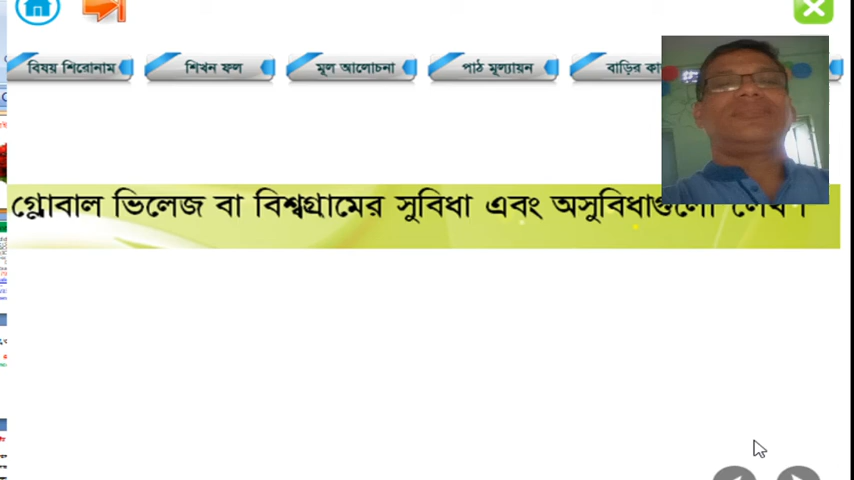 বিষয় শিরোনাম
শিখন ফল
মূল আলোচনা
পাঠ মূল্যায়ন
বাড়ির
গ্লোবাল ভিলেজ বা বিশ্বগ্রামের সুবিধা এবং অসুবিধাগুলো